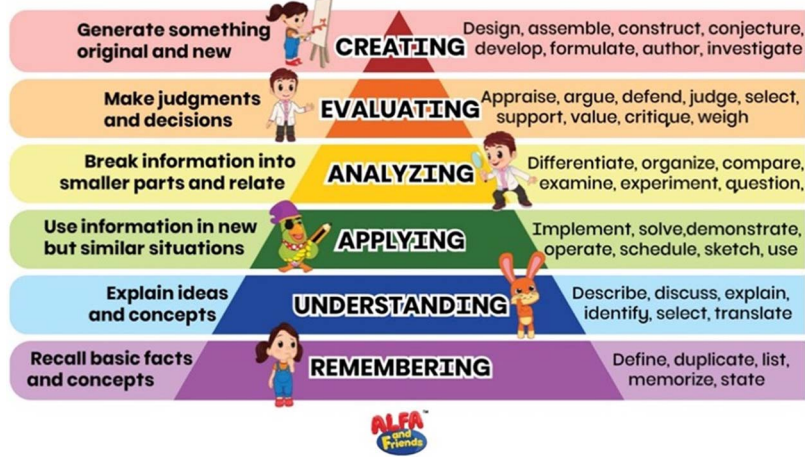 Generate something
original and new
CREATING
Design, assemble, construct, conjecture,
develop, formulate, author, investigate
Make judgments
and decisions
EVALUATING
Appraise, argue, defend, judge, select,
support, value, critique, weigh
Break information into
smaller parts and relate
ANALYZING
Differentiate, organize, compare,
examine, experiment, question,
Use information in new
but similar situations
APPLYING
Implement, solve,demonstrate,
operate, schedule, sketch, use
Explain ideas
and concepts
UNDERSTANDING
Describe, discuss, explain,
identify, select, translate
Recall basic facts
and concepts
REMEMBERING
Define, duplicate, list,
memorize, state
ALFA™
and
Friends